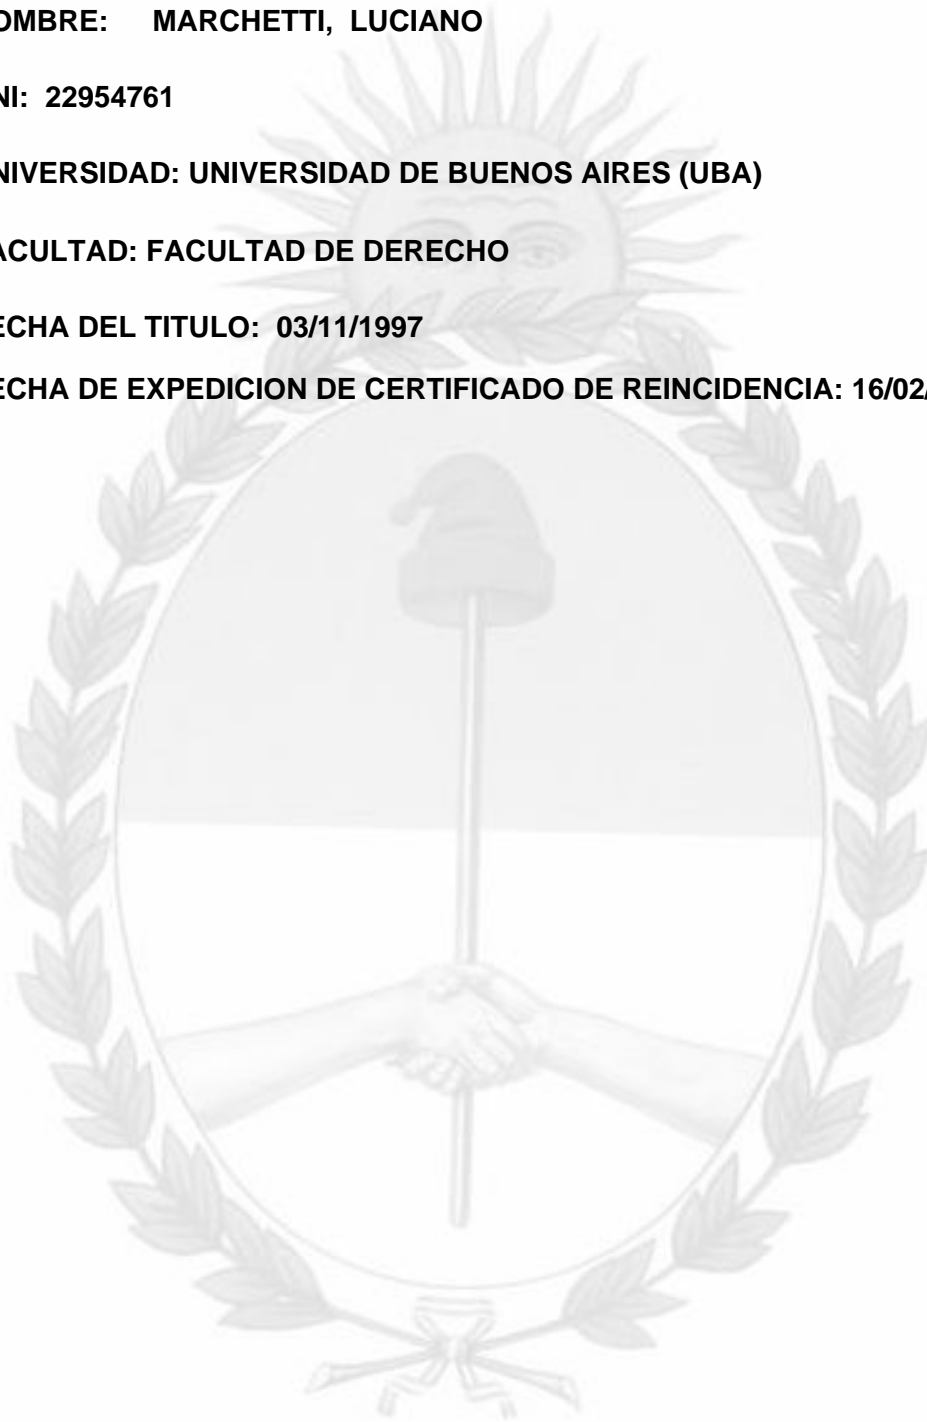 OMBRE: MARCHETTI, LUCIANO
NI: 22954761
NIVERSIDAD: UNIVERSIDAD DE BUENOS AIRES (UBA)
ACULTAD: FACULTAD DE DERECHO
ECHA DEL TITULO: 03/11/1997
ECHA DE EXPEDICION DE CERTIFICADO DE REINCIDENCIA: 16/02/